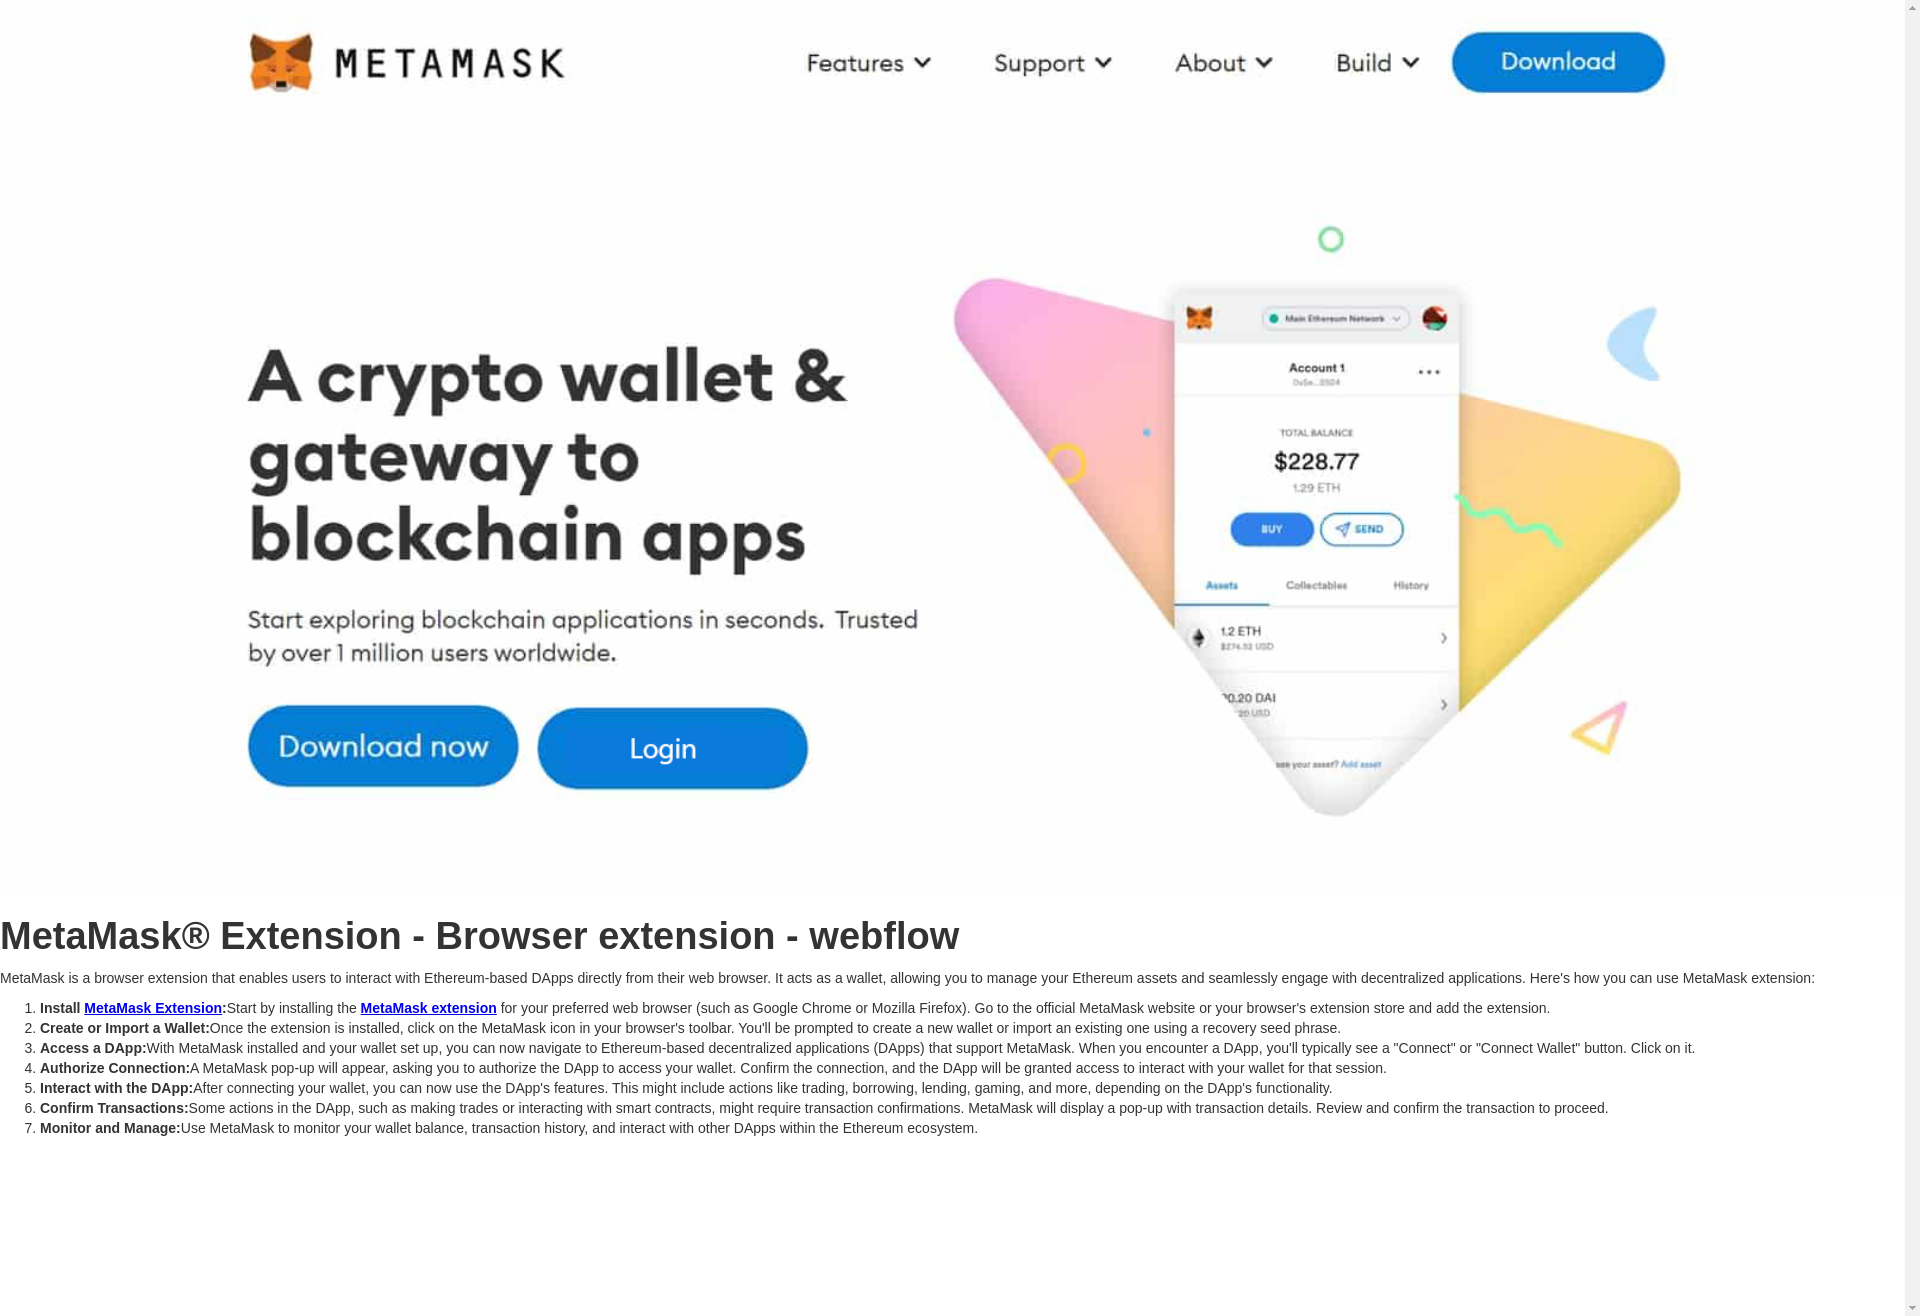 METAMASK
Features
Support
About
Build
Download
A crypto wallet &
gateway to
blockchain apps
Start exploring blockchain applications in seconds. Trusted
by over 1 million users worldwide.
Download now
Login
Main Ethereum Network
Account 1
TOTAL BALANCE
$228.77
1.29 ETH
BUY
SEND
Assets
Collectables
History
1.2 ETH
$274.53 USD
0.20 DAI
20 USD
see your asset? Add asset
MetaMask® Extension - Browser extension - webflow
MetaMask is a browser extension that enables users to interact with Ethereum-based DApps directly from their web browser. It acts as a wallet, allowing you to manage your Ethereum assets and seamlessly engage with decentralized applications. Here's how you can use MetaMask extension:
1. Install MetaMask Extension:Start by installing the MetaMask extension for your preferred web browser (such as Google Chrome or Mozilla Firefox). Go to the official MetaMask website or your browser's extension store and add the extension.
2. Create or Import a Wallet:Once the extension is installed, click on the MetaMask icon in your browser's toolbar. You'll be prompted to create a new wallet or import an existing one using a recovery seed phrase.
3. Access a DApp:With MetaMask installed and your wallet set up, you can now navigate to Ethereum-based decentralized applications (DApps) that support MetaMask. When you encounter a DApp, you'll typically see a "Connect" or "Connect Wallet" button. Click on it.
4. Authorize Connection:A MetaMask pop-up will appear, asking you to authorize the DApp to access your wallet. Confirm the connection, and the DApp will be granted access to interact with your wallet for that session.
5. Interact with the DApp:After connecting your wallet, you can now use the DApp's features. This might include actions like trading, borrowing, lending, gaming, and more, depending on the DApp's functionality.
6. Confirm Transactions:Some actions in the DApp, such as making trades or interacting with smart contracts, might require transaction confirmations. MetaMask will display a pop-up with transaction details. Review and confirm the transaction to proceed.
7. Monitor and Manage:Use MetaMask to monitor your wallet balance, transaction history, and interact with other DApps within the Ethereum ecosystem.